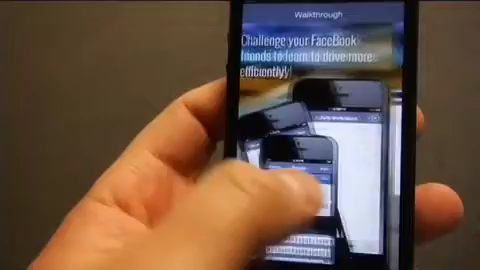 Walkthrough
Challenge your FaceBook
friends to learn to drive more
efficiently